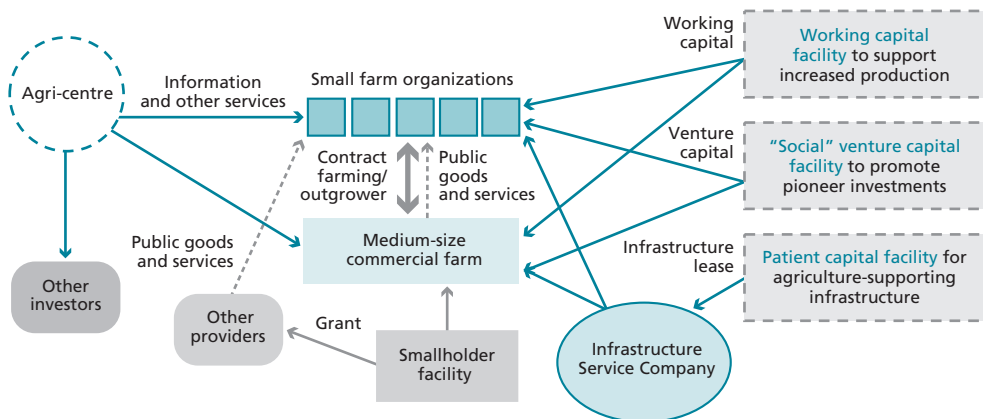 Agri-centre
Information
and other services
Small farm organizations
Working
capital
Working capital
facility to support
increased production
Contract
farming/
outgrower
Public
goods
and services
Venture
capital
“Social” venture capital
facility to promote
pioneer investments
Public goods
and services
Medium-size
commercial farm
Infrastructure
lease
Patient capital facility for
agriculture-supporting
infrastructure
Other
investors
Other
providers
Grant
Smallholder
facility
Infrastructure
Service Company